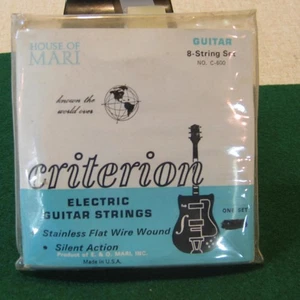 HOUSE OF
MARI
GUITAR
8-String Set
NO. C-800
known the
world over
criterion
ELECTRIC
GUITAR STRINGS
ONE SET
Stainless Flat Wire Wound
• Silent Action
Product of E. & O. MARI, INC.
Made in U.S.A.